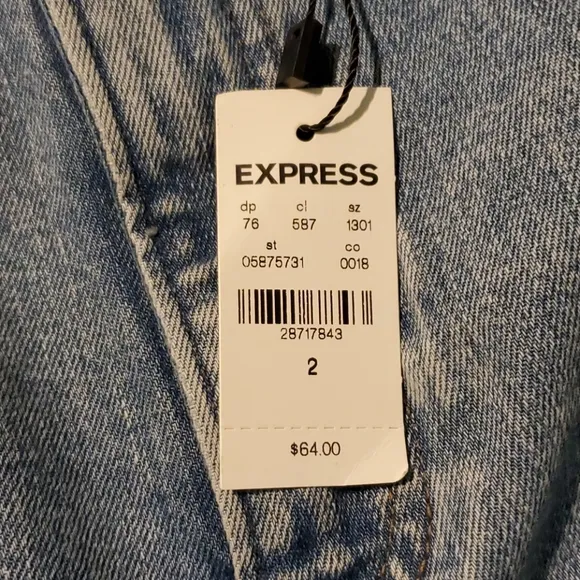 EXPRESS
dp cl sz
76 587 1301
st co
05875731 0018
28717843
2
$64.00